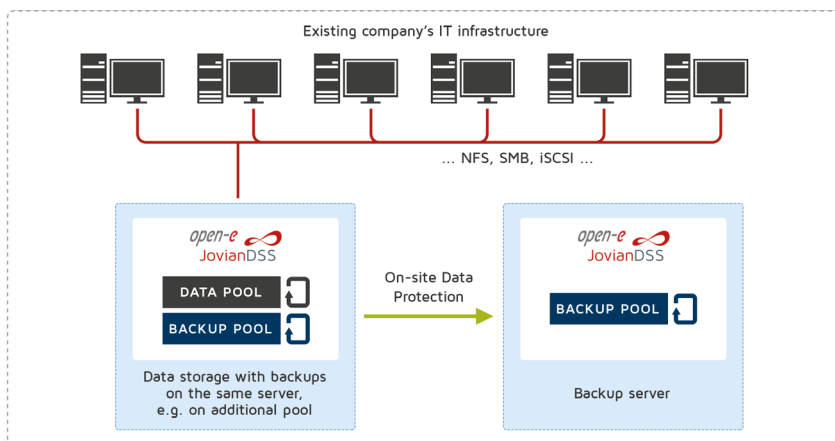 Existing company's IT infrastructure
... NFS, SMB, iSCSI ...
open-e
JovianDSS
DATA POOL
BACKUP POOL
Data storage with backups
on the same server,
e.g. on additional pool
On-site Data
Protection
open-e
JovianDSS
BACKUP POOL
Backup server